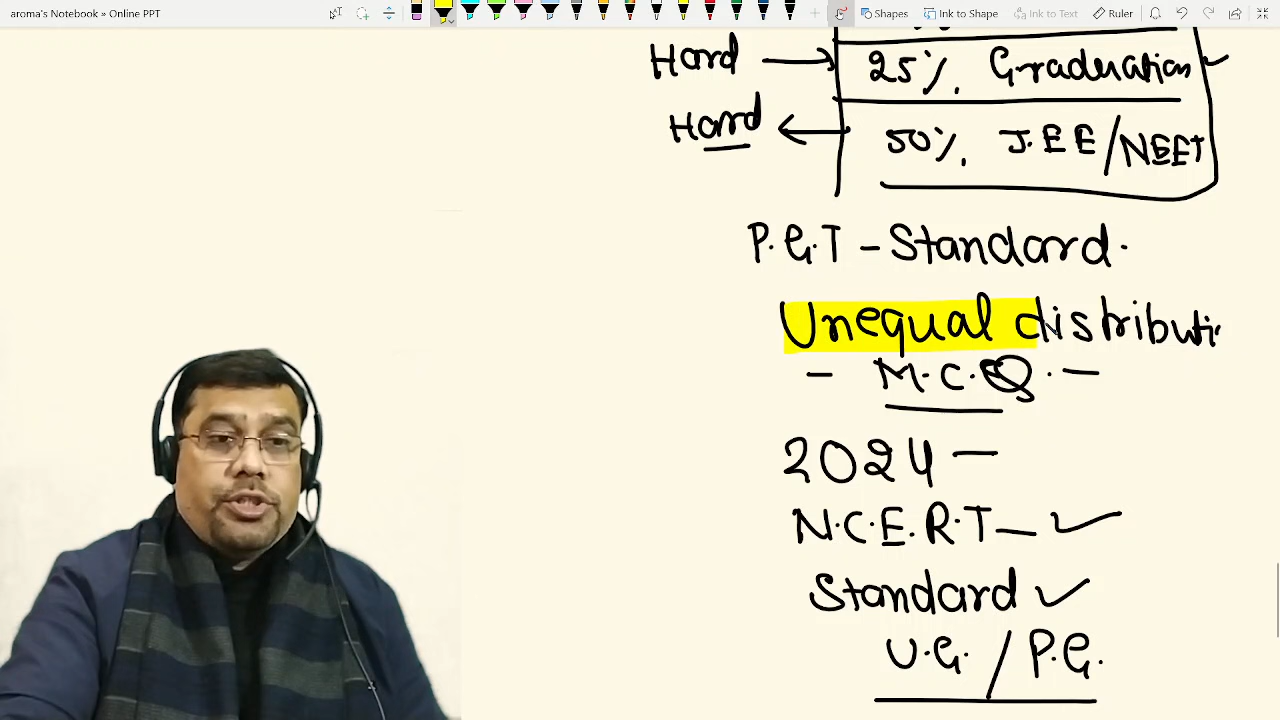 aroma's Notebook » Online PPT
Shapes Ink to Shape Ink to Text Ruler
Hard → 25%. Graduation
Hard ← 50%. J.EE/NEET
P.G.T - Standard.
Unequal distributi
- M.C.Q. -
2024 -
N.C.E.R.T - ✓
Standard ✓
U.G. / P.G.